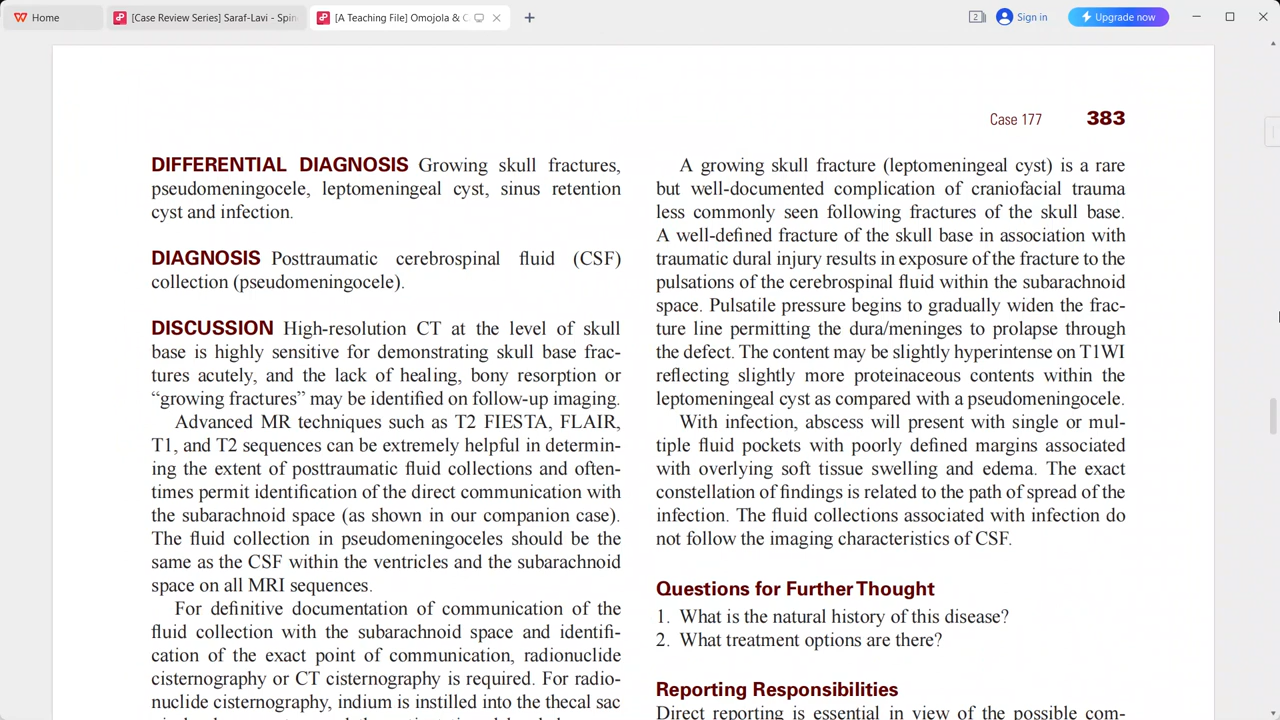 Home
[Case Review Series] Saraf-Lavi - Spin
[A Teaching File] Omojola & C
2
Sign in
Upgrade now
Case 177 383
DIFFERENTIAL DIAGNOSIS Growing skull fractures,
pseudomeningocele, leptomeningeal cyst, sinus retention
cyst and infection.
DIAGNOSIS Posttraumatic cerebrospinal fluid (CSF)
collection (pseudomeningocele).
DISCUSSION High-resolution CT at the level of skull
base is highly sensitive for demonstrating skull base frac-
tures acutely, and the lack of healing, bony resorption or
“growing fractures” may be identified on follow-up imaging.
Advanced MR techniques such as T2 FIESTA, FLAIR,
T1, and T2 sequences can be extremely helpful in determin-
ing the extent of posttraumatic fluid collections and often-
times permit identification of the direct communication with
the subarachnoid space (as shown in our companion case).
The fluid collection in pseudomeningoceles should be the
same as the CSF within the ventricles and the subarachnoid
space on all MRI sequences.
For definitive documentation of communication of the
fluid collection with the subarachnoid space and identifi-
cation of the exact point of communication, radionuclide
cisternography or CT cisternography is required. For radio-
nuclide cisternography, indium is instilled into the thecal sac
A growing skull fracture (leptomeningeal cyst) is a rare
but well-documented complication of craniofacial trauma
less commonly seen following fractures of the skull base.
A well-defined fracture of the skull base in association with
traumatic dural injury results in exposure of the fracture to the
pulsations of the cerebrospinal fluid within the subarachnoid
space. Pulsatile pressure begins to gradually widen the frac-
ture line permitting the dura/meninges to prolapse through
the defect. The content may be slightly hyperintense on T1WI
reflecting slightly more proteinaceous contents within the
leptomeningeal cyst as compared with a pseudomeningocele.
With infection, abscess will present with single or mul-
tiple fluid pockets with poorly defined margins associated
with overlying soft tissue swelling and edema. The exact
constellation of findings is related to the path of spread of the
infection. The fluid collections associated with infection do
not follow the imaging characteristics of CSF.
Questions for Further Thought
1. What is the natural history of this disease?
2. What treatment options are there?
Reporting Responsibilities
Direct reporting is essential in view of the possible com-